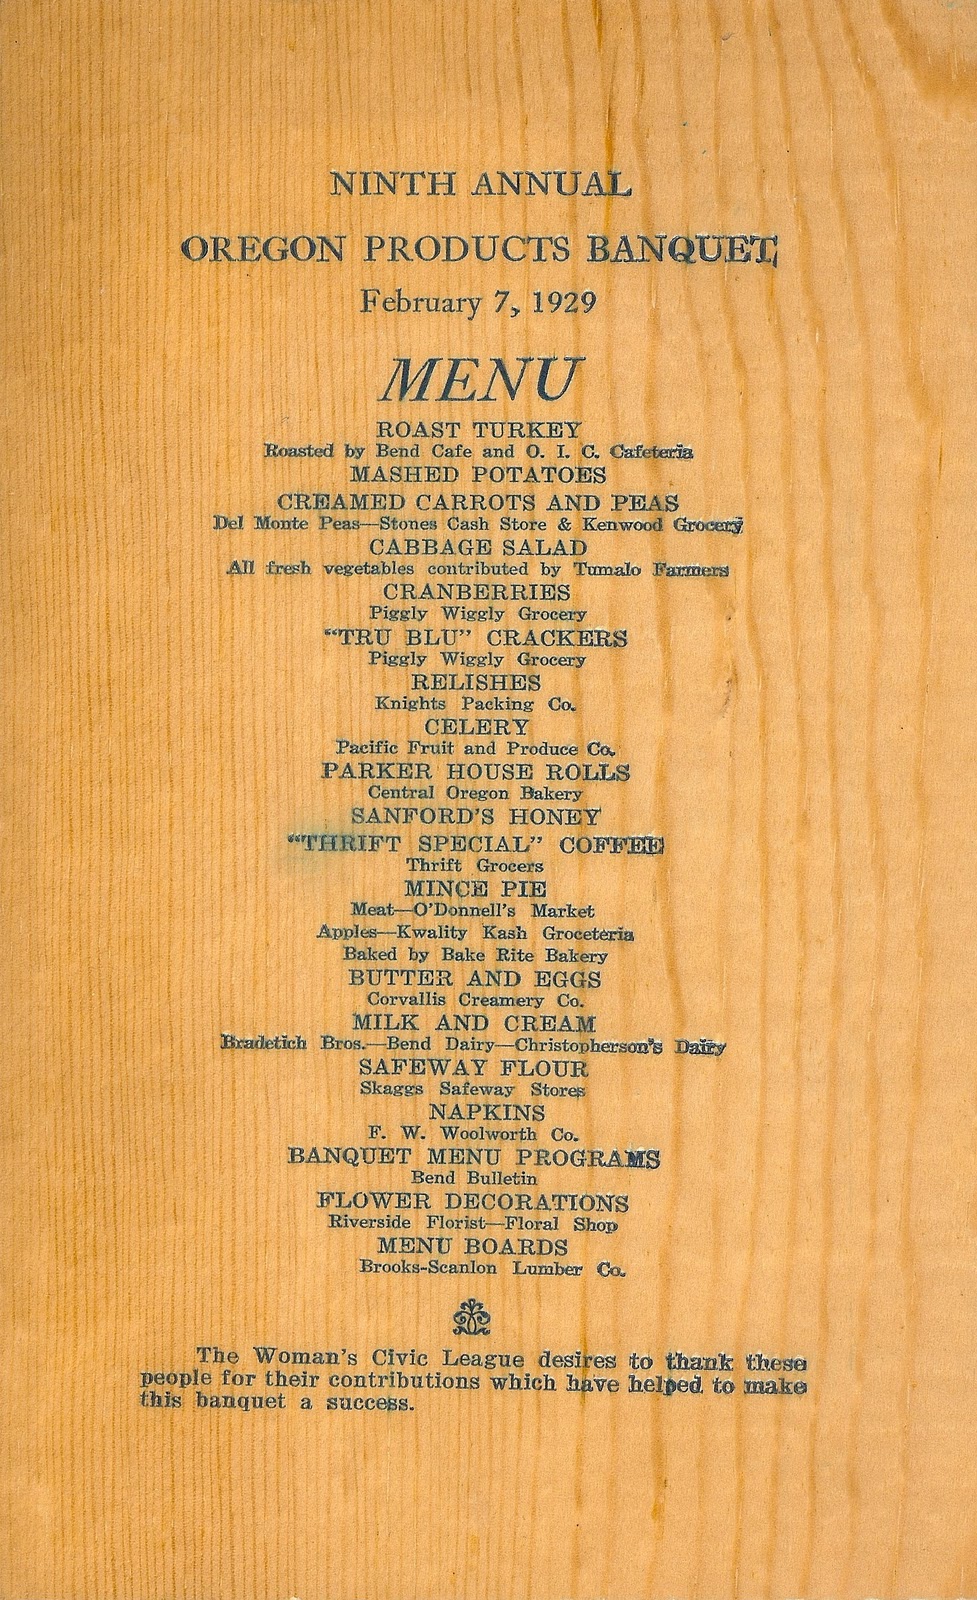 NINTH ANNUAL
OREGON PRODUCTS BANQUET
February 7, 1929
MENU
ROAST TURKEY
Roasted by Bend Cafe and O. I. C. Cafeteria
MASHED POTATOES
CREAMED CARROTS AND PEAS
Del Monte Peas—Stones Cash Store & Kenwood Grocery
CABBAGE SALAD
All fresh vegetables contributed by Tumalo Farmers
CRANBERRIES
Piggly Wiggly Grocery
"TRU BLU" CRACKERS
Piggly Wiggly Grocery
RELISHES
Knights Packing Co.
CELERY
Pacific Fruit and Produce Co.
PARKER HOUSE ROLLS
Central Oregon Bakery
SANFORD'S HONEY
"THRIFT SPECIAL" COFFEE
Thrift Grocers
MINCE PIE
Meat—O'Donnell's Market
Apples—Kwality Kash Groceteria
Baked by Bake Rite Bakery
BUTTER AND EGGS
Corvallis Creamery Co.
MILK AND CREAM
Bradetich Bros.—Bend Dairy—Christopherson's Dairy
SAFEWAY FLOUR
Skaggs Safeway Stores
NAPKINS
F. W. Woolworth Co.
BANQUET MENU PROGRAMS
Bend Bulletin
FLOWER DECORATIONS
Riverside Florist—Floral Shop
MENU BOARDS
Brooks-Scanlon Lumber Co.
The Woman's Civic League desires to thank these
people for their contributions which have helped to make
this banquet a success.